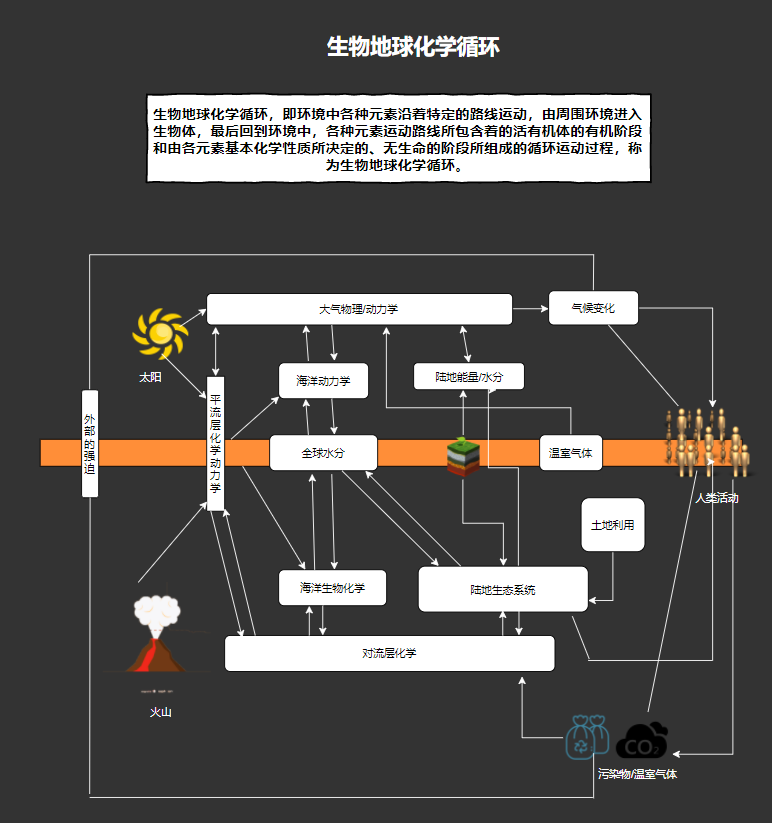 生物地球化学循环
生物地球化学循环，即环境中各种元素沿着特定的路线运动，由周围环境进入
生物体，最后回到环境中，各种元素运动路线所包含着的活有机体的有机阶段
和由各元素基本化学性质所决定的、无生命的阶段所组成的循环运动过程，称
为生物地球化学循环。
大气物理/动力学
气候变化
太阳
海洋动力学
陆地能量/水分
外部的强迫
平流层化学动力学
全球水分
温室气体
人类活动
土地利用
海洋生物化学
陆地生态系统
对流层化学
火山
CO2
污染物/温室气体